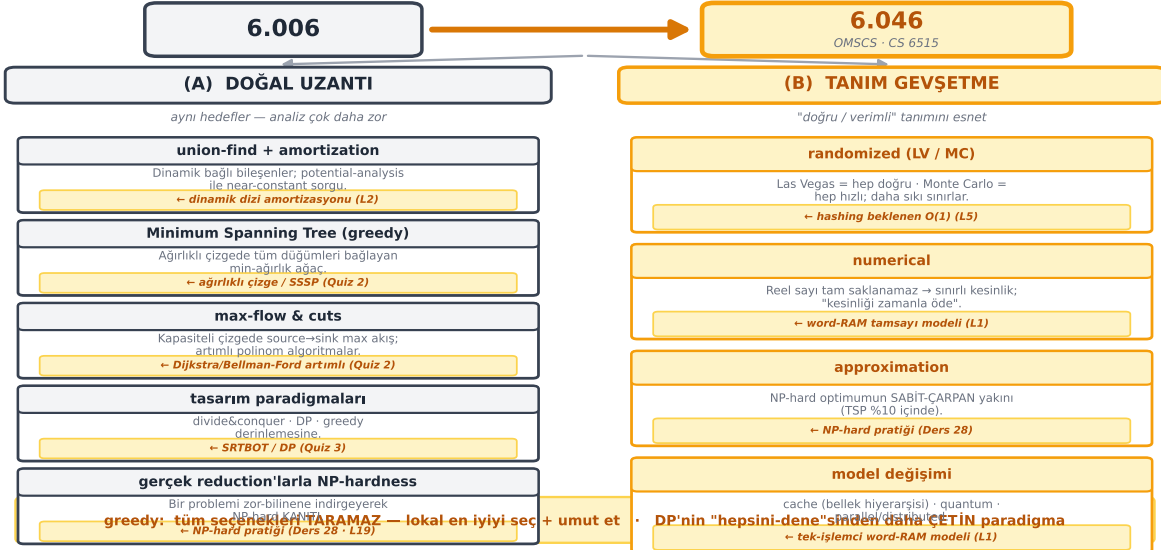 6.006
6.046
OMSCS · CS 6515
(A) DOĞAL UZANTI
aynı hedefler — analiz çok daha zor
union-find + amortization
Dinamik bağlı bileşenler; potential-analysis
ile near-constant sorgu.
← dinamik dizi amortizasyonu (L2)
Minimum Spanning Tree (greedy)
Ağırlıklı çizgede tüm düğümleri bağlayan
min-ağırlık ağaç.
← ağırlıklı çizge / SSSP (Quiz 2)
max-flow & cuts
Kapasiteli çizgede source→sink max akış;
artımlı polinom algoritmalar.
← Dijkstra/Bellman-Ford artımlı (Quiz 2)
tasarım paradigmaları
divide&conquer · DP · greedy
derinlemesine.
← SRTBOT / DP (Quiz 3)
gerçek reduction'larla NP-hardness
Bir problemi zor-bilinene indirgeyerek
NP-hard KANITI.
← NP-hard pratiği (Ders 28 · L19)
(B) TANIM GEVŞETME
"doğru / verimli" tanımını esnet
randomized (LV / MC)
Las Vegas = hep doğru · Monte Carlo =
hep hızlı; daha sıkı sınırlar.
← hashing beklenen O(1) (L5)
numerical
Reel sayı tam saklanamaz → sınırlı kesinlik;
"kesinliği zamanla öde".
← word-RAM tamsayı modeli (L1)
approximation
NP-hard optimumun SABİT-ÇARPAN yakını
(TSP %10 içinde).
← NP-hard pratiği (Ders 28)
model değişimi
cache (bellek hiyerarşisi) · quantum ·
parallel/distributed.
← tek-işlemci word-RAM modeli (L1)
greedy: tüm seçenekleri TARAMAZ — lokal en iyiyi seç + umut et · DP'nin "hepsini-dene"sinden daha ÇETİN paradigma